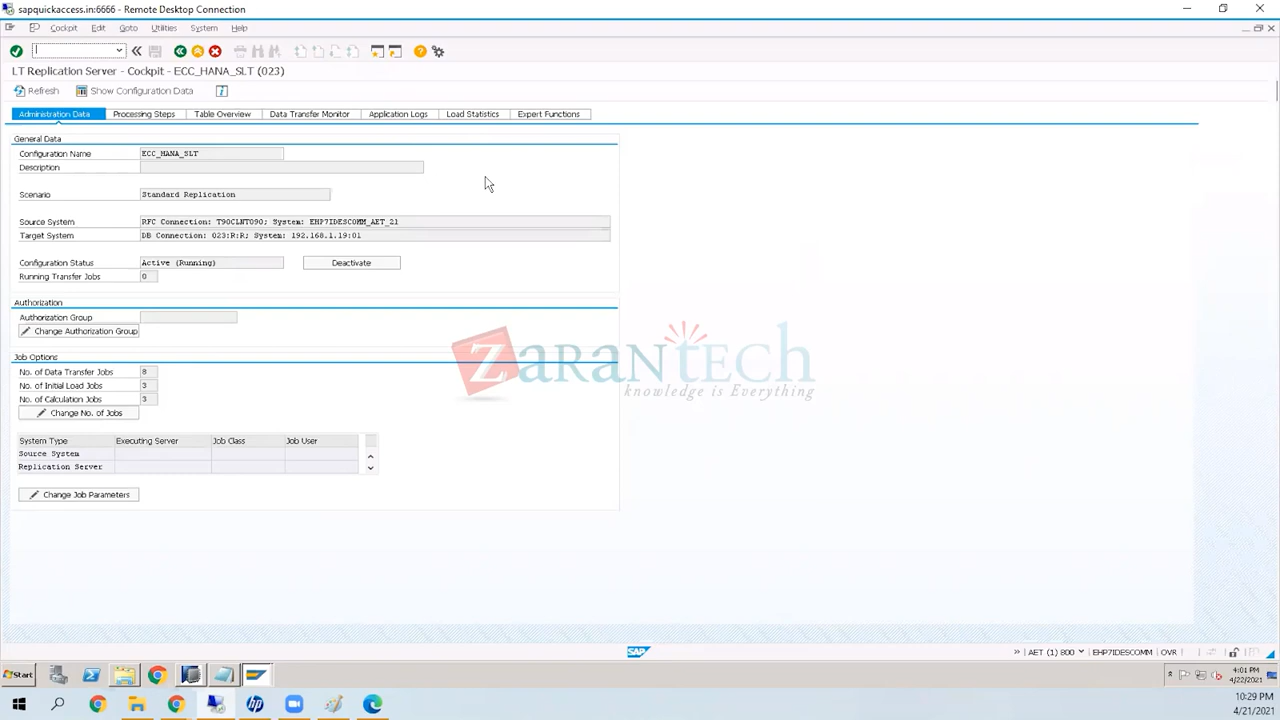 sapquickaccess.in:6666 - Remote Desktop Connection
Cockpit Edit Goto Utilities System Help
LT Replication Server - Cockpit - ECC_HANA_SLT (023)
Refresh Show Configuration Data
Administration Data Processing Steps Table Overview Data Transfer Monitor Application Logs Load Statistics Expert Functions
General Data
Configuration Name ECC_HANA_SLT
Description
Scenario Standard Replication
Source System RFC Connection: T90CLNT090; System: EHP7IDESCOMM_AET_21
Target System DB Connection: 023:R:R; System: 192.168.1.19:01
Configuration Status Active (Running) Deactivate
Running Transfer Jobs 0
Authorization
Authorization Group
Change Authorization Group
ZARANTECH
knowledge is Everything
Job Options
No. of Data Transfer Jobs 8
No. of Initial Load Jobs 3
No. of Calculation Jobs 3
Change No. of Jobs
System Type Executing Server Job Class Job User
Source System
Replication Server
Change Job Parameters
SAP
AET (1) 800 EHP7IDESCOMM OVR
Start
4:01 PM
4/22/2021
10:29 PM
4/21/2021